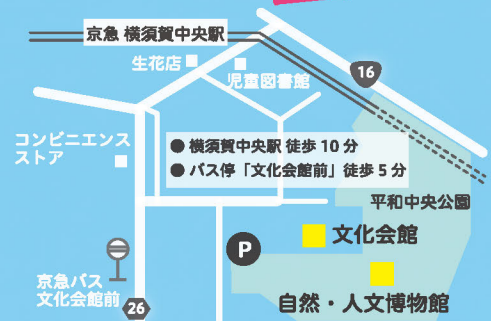 京急 横須賀中央駅
生花店
児童図書館
16
コンビニエンス
ストア
● 横須賀中央駅 徒歩 10 分
● バス停「文化会館前」徒歩 5 分
平和中央公園
P
文化会館
京急バス
文化会館前
26
自然・人文博物館